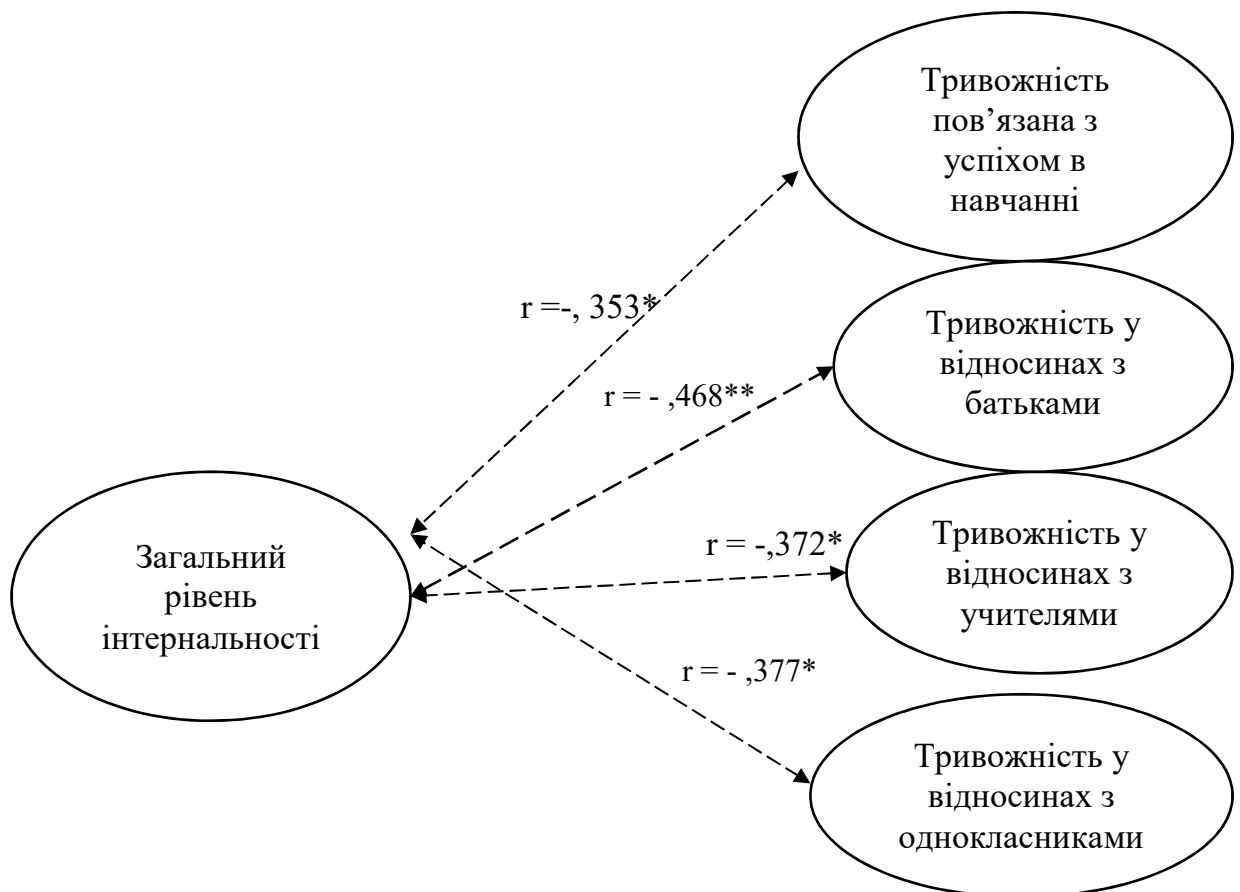 Тривожність
пов’язана з
успіхом в
навчанні
r =-, 353*
Тривожність у
відносинах з
батьками
r = - ,468**
Загальний
рівень
інтернальності
r = -,372*
Тривожність у
відносинах з
учителями
r = - ,377*
Тривожність у
відносинах з
однокласниками